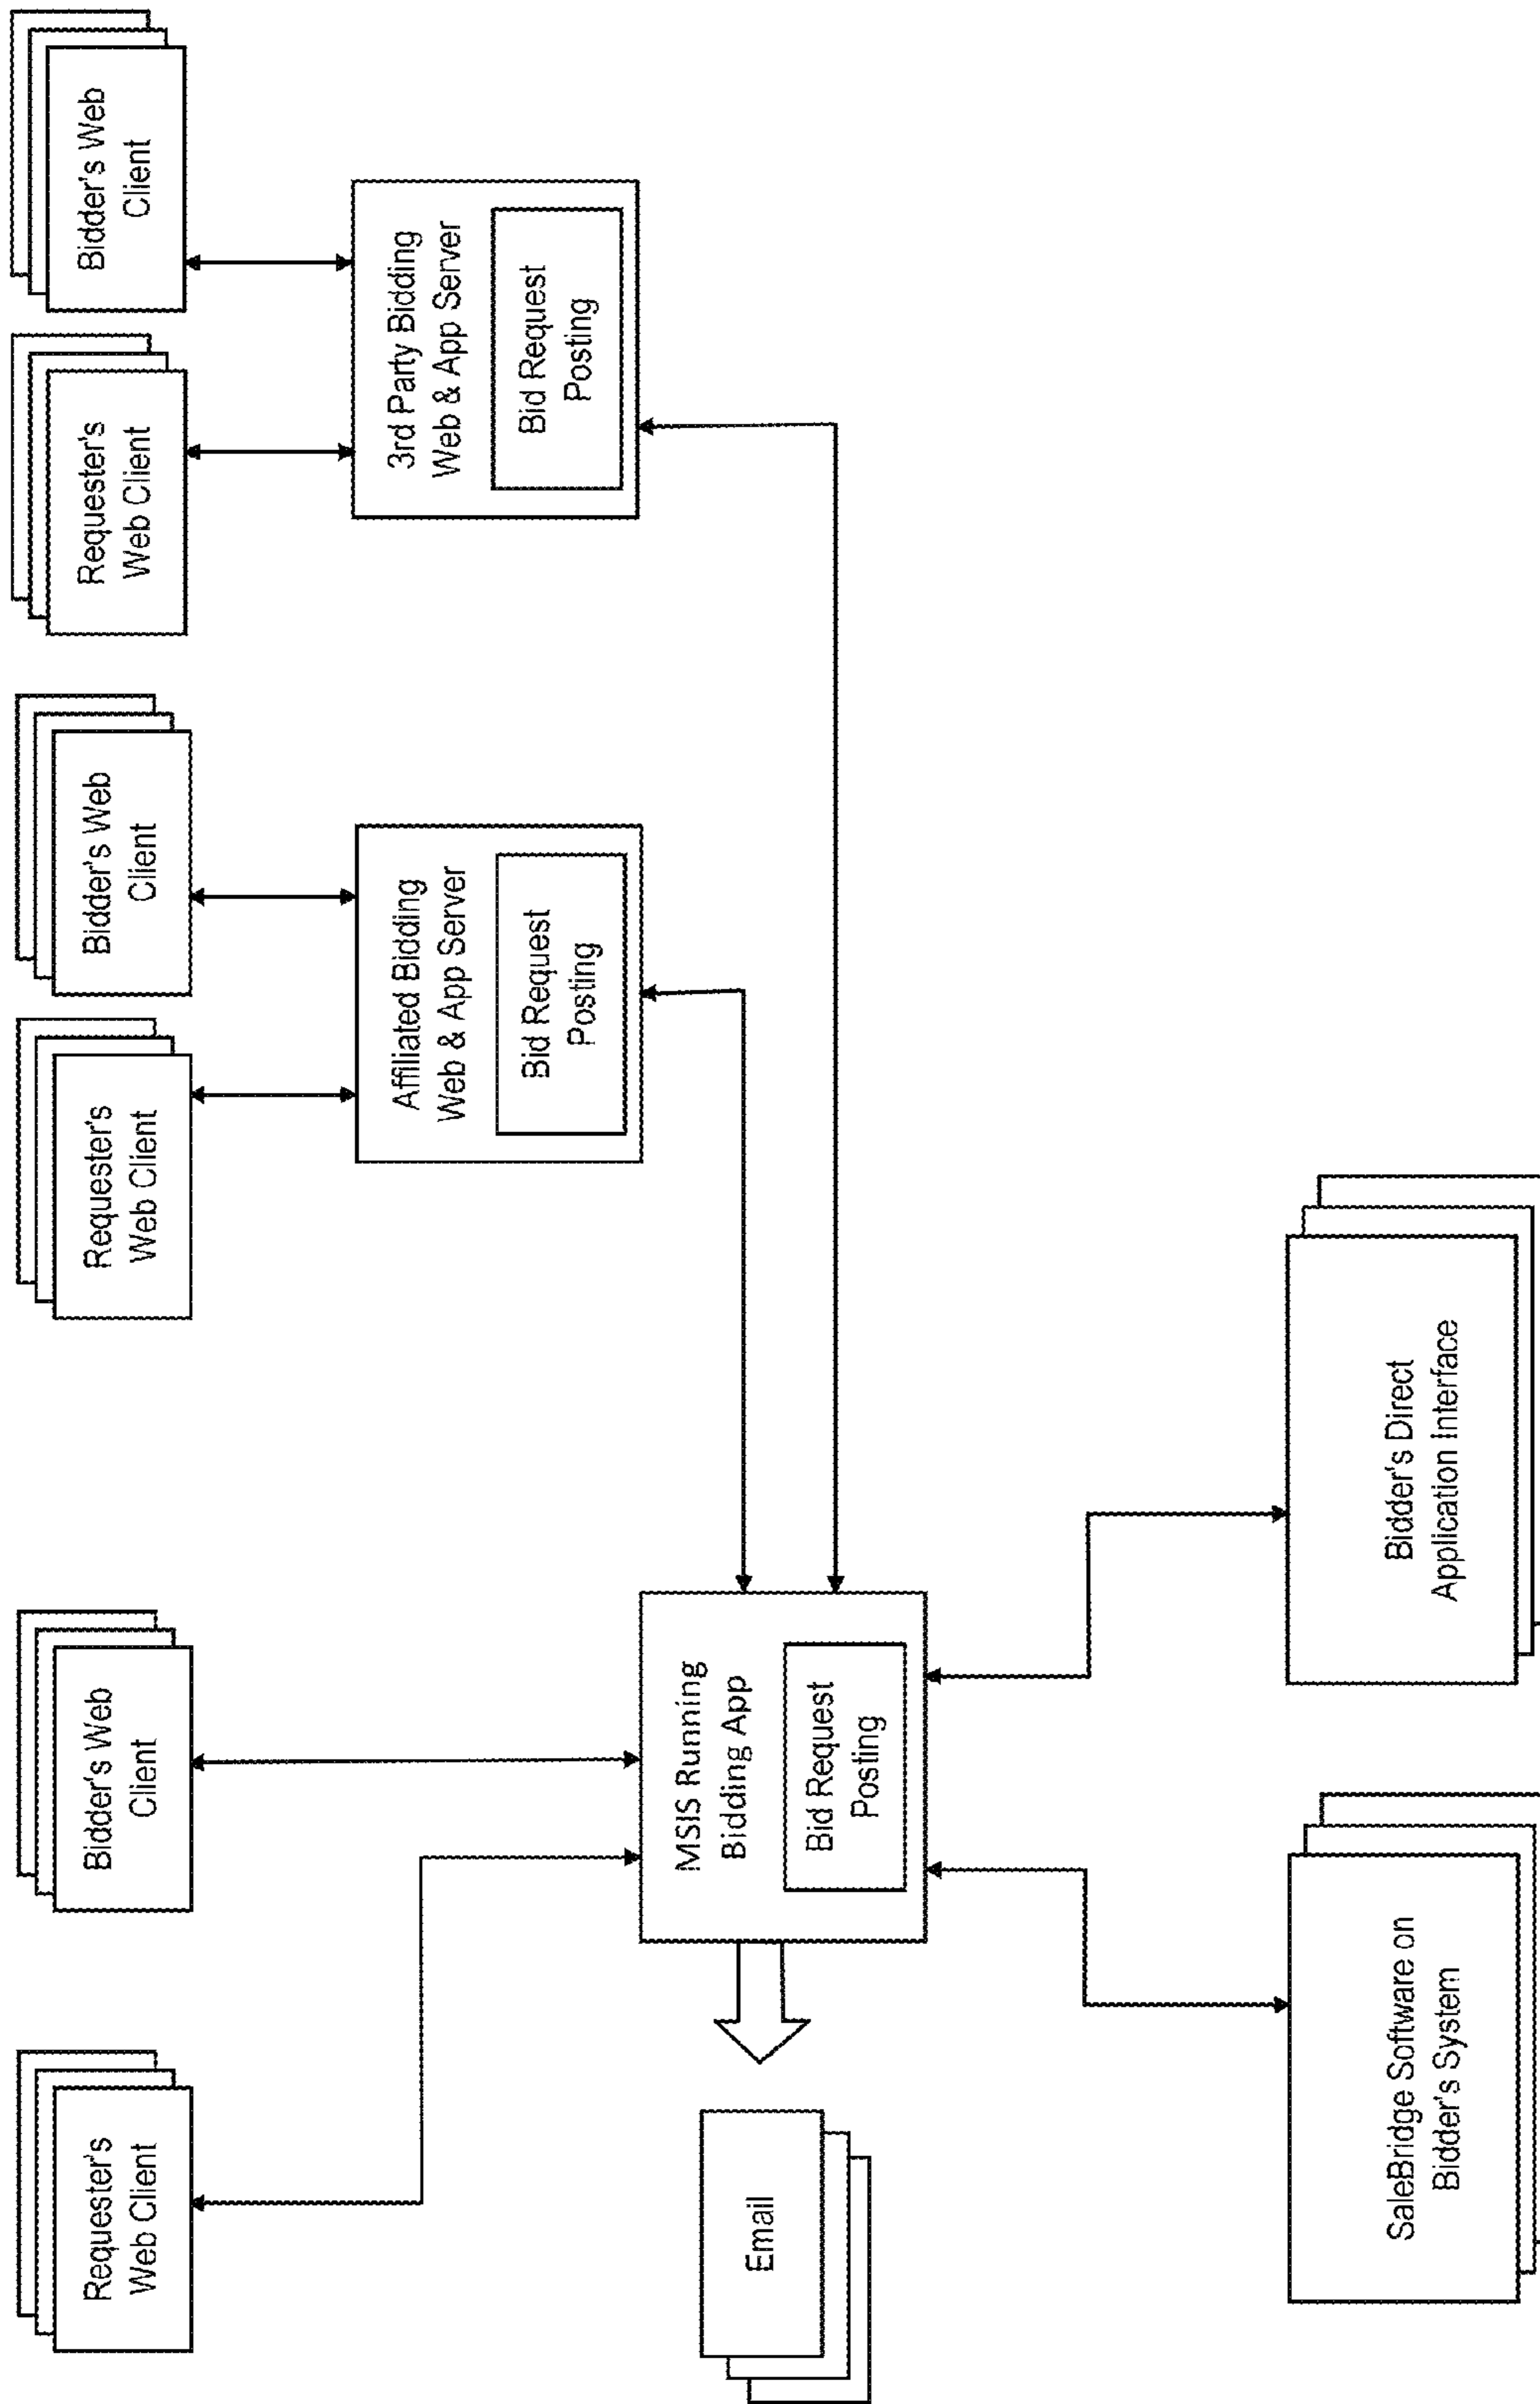 Requester's
Web Client
Bidder's Web
Client
Requester's
Web Client
Bidder's Web
Client
Requester's
Web Client
Bidder's Web
Client
Affiliated Bidding
Web & App Server
Bid Request
Posting
3rd Party Bidding
Web & App Server
Bid Request
Posting
Email
MSIS Running
Bidding App
Bid Request
Posting
SaleBridge Software on
Bidder's System
Bidder's Direct
Application Interface